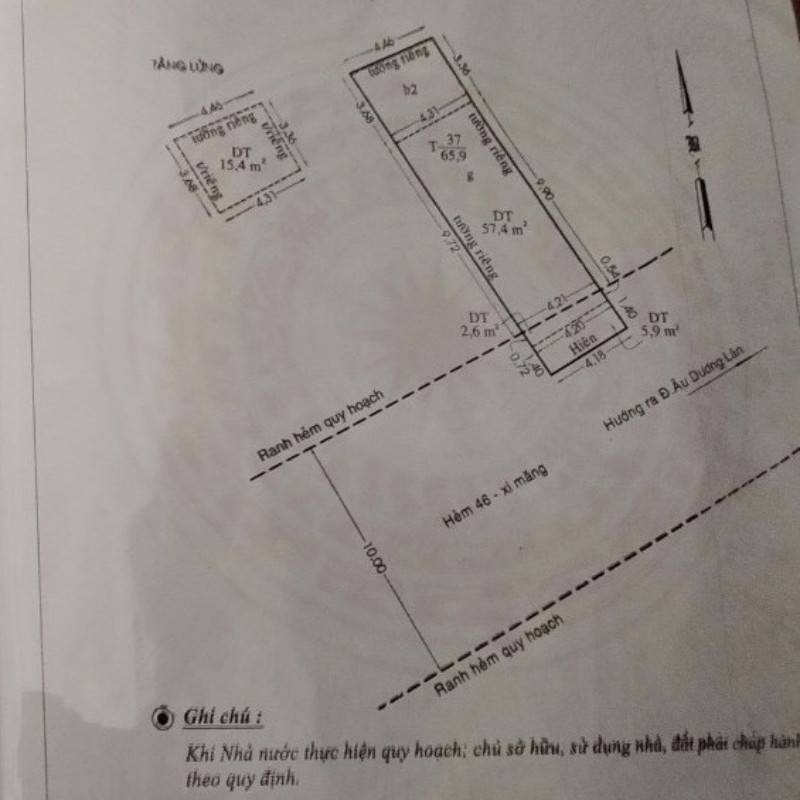 TẦNG LỬNG
4,46
tường riêng
t/riêng
3,36
DT
15,4 m²
t/riêng
3,68
4,31
4,46
tường riêng
3,36
b2
3,68
4,31
T 37
65,9
g
tường riêng
9,90
DT
57,4 m²
tường riêng
9,72
0,54
4,21
DT
2,6 m²
4,20
1,40
DT
5,9 m²
Hiên
0,72
1,40
4,18
Ranh hẻm quy hoạch
Hướng ra Đ.Âu Dương Lân
Hẻm 46 - xi măng
10,00
Ranh hẻm quy hoạch
Ghi chú :
Khi Nhà nước thực hiện quy hoạch; chủ sở hữu, sử dụng nhà, đất phải chấp hành
theo quy định.